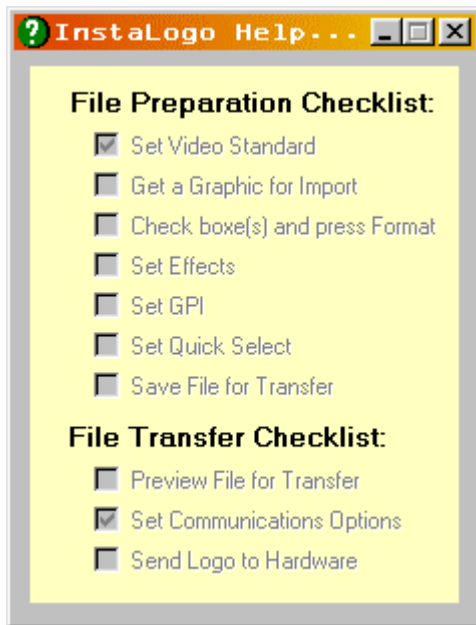 InstaLogo Help...
File Preparation Checklist:
Set Video Standard
Get a Graphic for Import
Check boxe(s) and press Format
Set Effects
Set GPI
Set Quick Select
Save File for Transfer
File Transfer Checklist:
Preview File for Transfer
Set Communications Options
Send Logo to Hardware